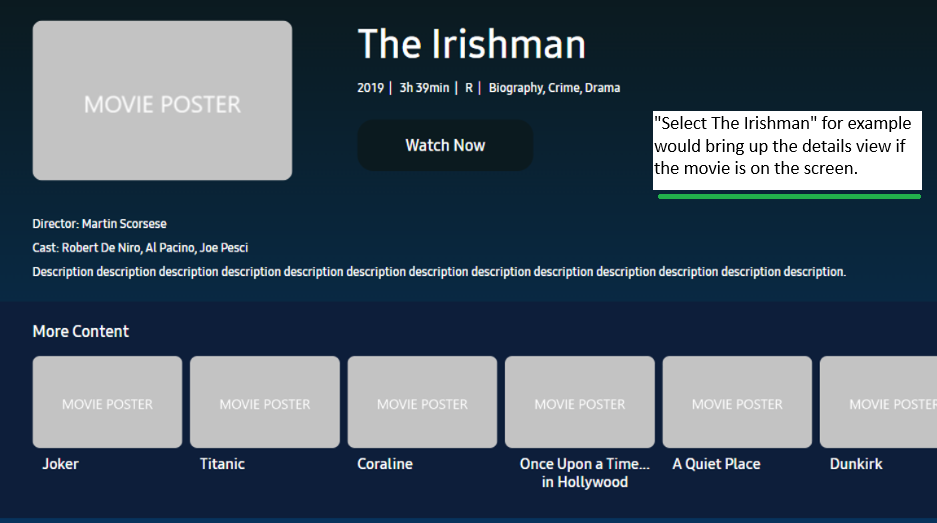 MOVIE POSTER
The Irishman
2019 | 3h 39min | R | Biography, Crime, Drama
Watch Now
"Select The Irishman" for example
would bring up the details view if
the movie is on the screen.
Director: Martin Scorsese
Cast: Robert De Niro, Al Pacino, Joe Pesci
Description description description description description description description description description description description description description.
More Content
MOVIE POSTER
MOVIE POSTER
MOVIE POSTER
MOVIE POSTER
MOVIE POSTER
MOVIE POSTER
Joker
Titanic
Coraline
Once Upon a Time...
in Hollywood
A Quiet Place
Dunkirk